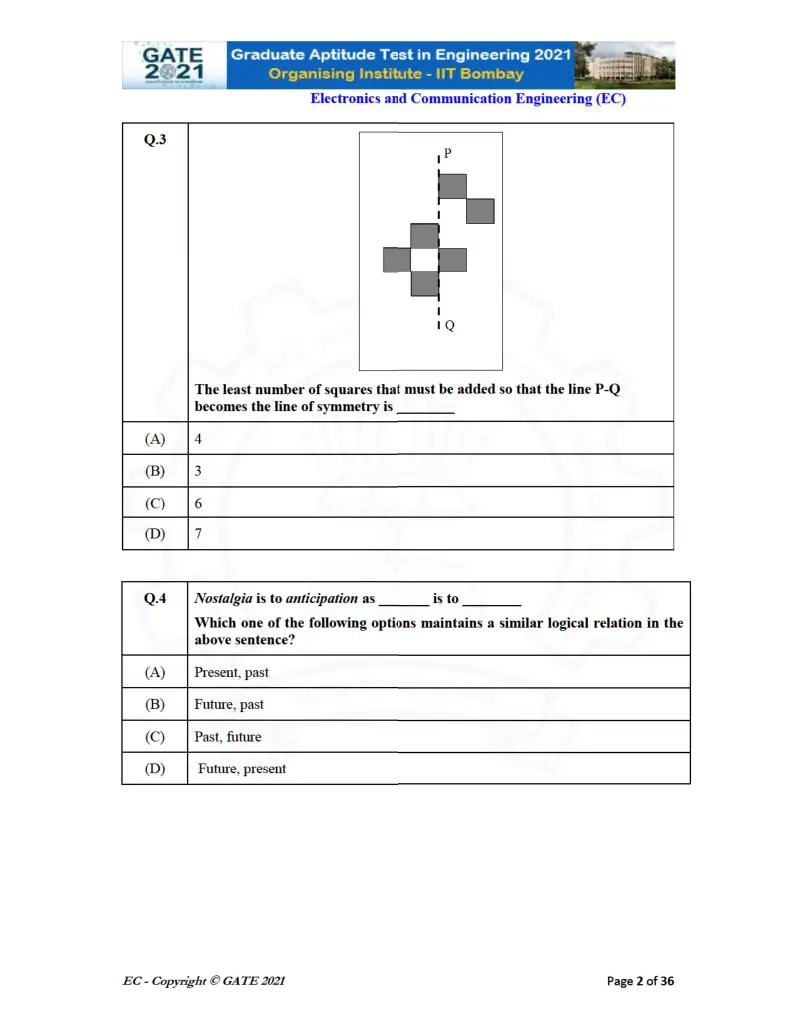 GATE
2021
Graduate Aptitude Test in Engineering 2021
Organising Institute - IIT Bombay
Electronics and Communication Engineering (EC)
Q.3
P
Q
The least number of squares that must be added so that the line P-Q
becomes the line of symmetry is ________
(A) 4
(B) 3
(C) 6
(D) 7
Q.4 Nostalgia is to anticipation as _______ is to ________
Which one of the following options maintains a similar logical relation in the
above sentence?
(A) Present, past
(B) Future, past
(C) Past, future
(D) Future, present
EC - Copyright © GATE 2021 Page 2 of 36